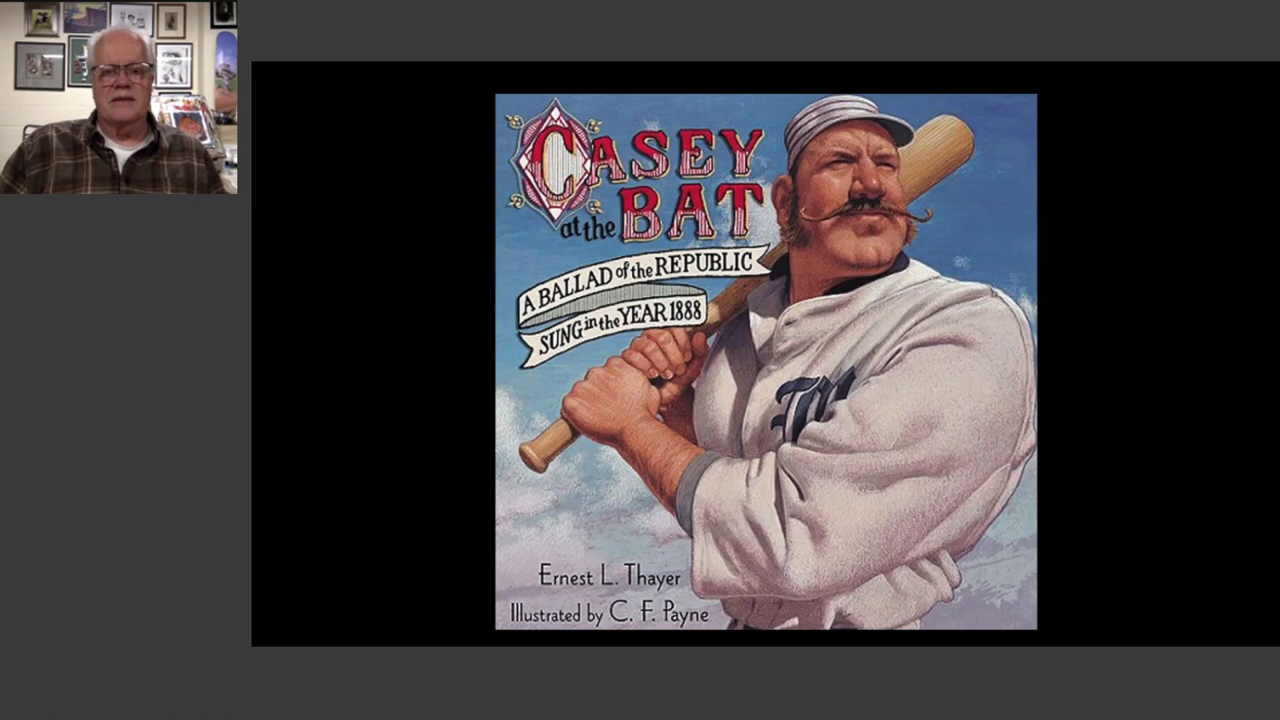 CASEY
at the BAT
A BALLAD of the REPUBLIC
SUNG in the YEAR 1888
Ernest L. Thayer
Illustrated by C. F. Payne